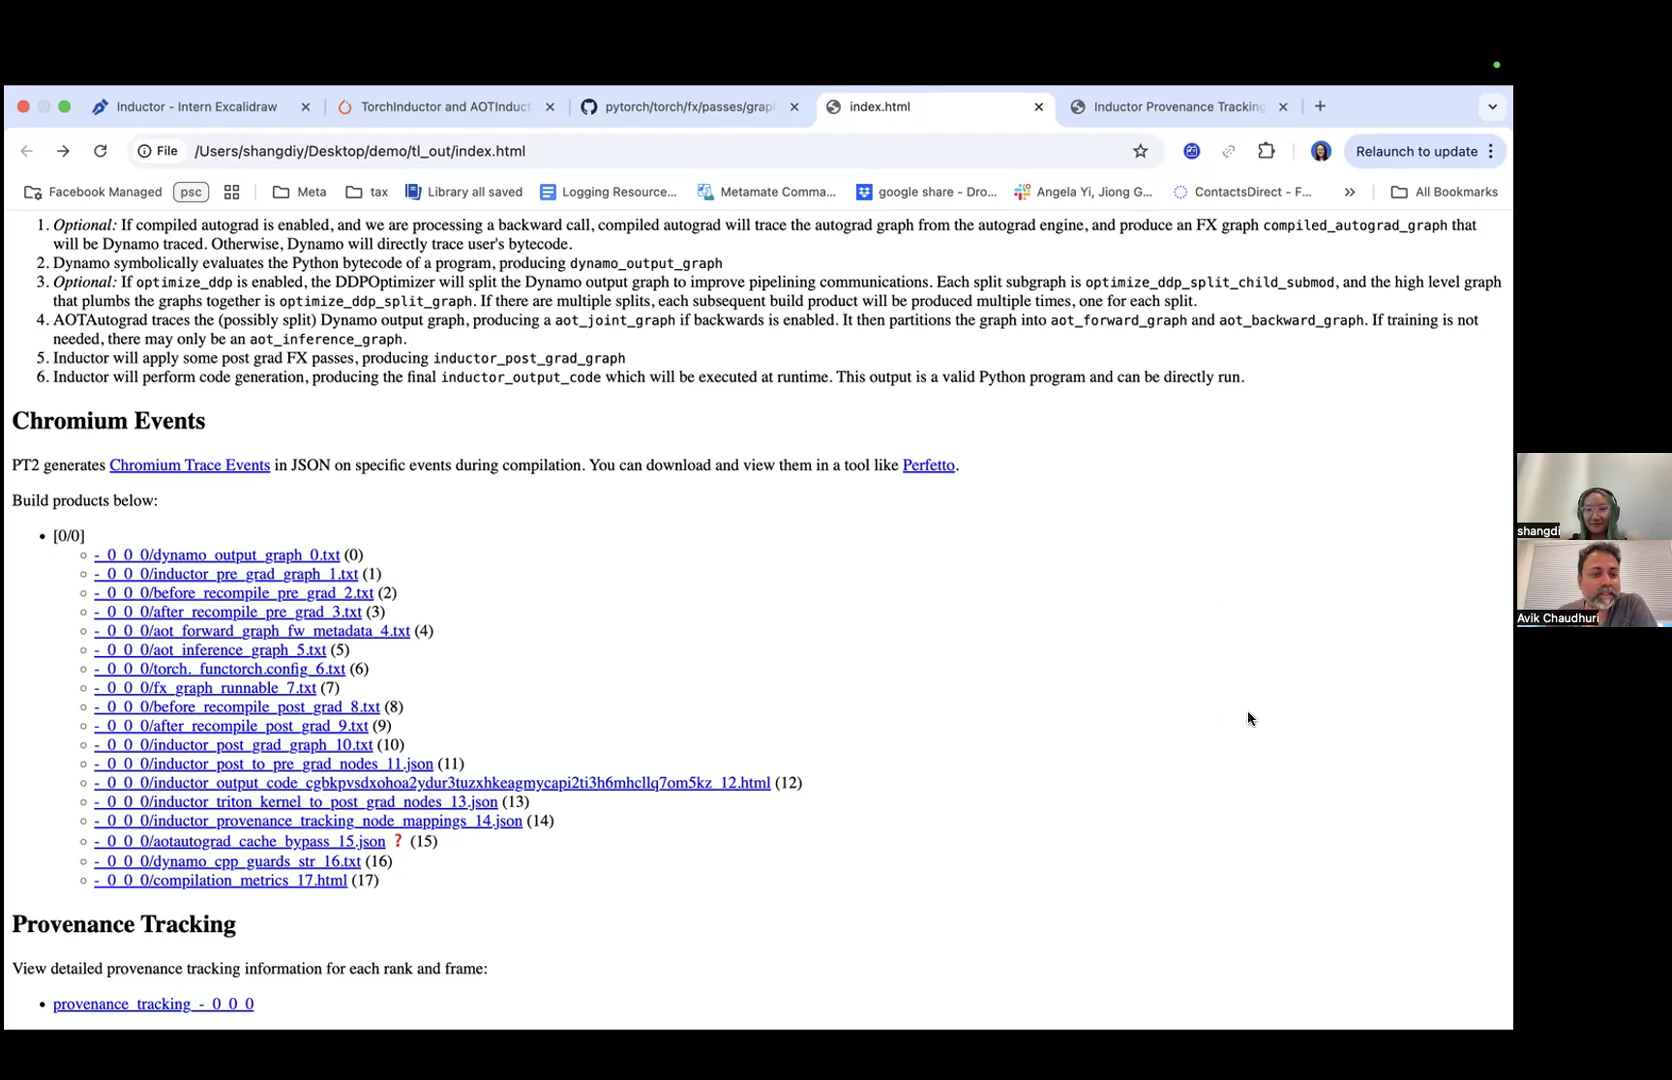 Inductor - Intern Excalidraw
TorchInductor and AOTInduct
pytorch/torch/fx/passes/grap
index.html
Inductor Provenance Tracking
File /Users/shangdiy/Desktop/demo/tl_out/index.html
Relaunch to update
Facebook Managed psc Meta tax Library all saved Logging Resource... Metamate Comma... google share - Dro... Angela Yi, Jiong G... ContactsDirect - F... » All Bookmarks
1. Optional: If compiled autograd is enabled, and we are processing a backward call, compiled autograd will trace the autograd graph from the autograd engine, and produce an FX graph compiled_autograd_graph that
will be Dynamo traced. Otherwise, Dynamo will directly trace user's bytecode.
2. Dynamo symbolically evaluates the Python bytecode of a program, producing dynamo_output_graph
3. Optional: If optimize_ddp is enabled, the DDPOptimizer will split the Dynamo output graph to improve pipelining communications. Each split subgraph is optimize_ddp_split_child_submod, and the high level graph
that plumbs the graphs together is optimize_ddp_split_graph. If there are multiple splits, each subsequent build product will be produced multiple times, one for each split.
4. AOTAutograd traces the (possibly split) Dynamo output graph, producing a aot_joint_graph if backwards is enabled. It then partitions the graph into aot_forward_graph and aot_backward_graph. If training is not
needed, there may only be an aot_inference_graph.
5. Inductor will apply some post grad FX passes, producing inductor_post_grad_graph
6. Inductor will perform code generation, producing the final inductor_output_code which will be executed at runtime. This output is a valid Python program and can be directly run.
Chromium Events
PT2 generates Chromium Trace Events in JSON on specific events during compilation. You can download and view them in a tool like Perfetto.
Build products below:
• [0/0]
- 0 0 0/dynamo_output_graph_0.txt (0)
- 0 0 0/inductor_pre_grad_graph_1.txt (1)
- 0 0 0/before_recompile_pre_grad_2.txt (2)
- 0 0 0/after_recompile_pre_grad_3.txt (3)
- 0 0 0/aot_forward_graph_fw_metadata_4.txt (4)
- 0 0 0/aot_inference_graph_5.txt (5)
- 0 0 0/torch._functorch.config_6.txt (6)
- 0 0 0/fx_graph_runnable_7.txt (7)
- 0 0 0/before_recompile_post_grad_8.txt (8)
- 0 0 0/after_recompile_post_grad_9.txt (9)
- 0 0 0/inductor_post_grad_graph_10.txt (10)
- 0 0 0/inductor_post_to_pre_grad_nodes_11.json (11)
- 0 0 0/inductor_output_code_cgbkpvsdxohoa2ydur3tuzxhkeagmycapi2ti3h6mhcllq7om5kz_12.html (12)
- 0 0 0/inductor_triton_kernel_to_post_grad_nodes_13.json (13)
- 0 0 0/inductor_provenance_tracking_node_mappings_14.json (14)
- 0 0 0/aotautograd_cache_bypass_15.json ? (15)
- 0 0 0/dynamo_cpp_guards_str_16.txt (16)
- 0 0 0/compilation_metrics_17.html (17)
Provenance Tracking
View detailed provenance tracking information for each rank and frame:
• provenance_tracking_-_0_0_0
shangdi
Avik Chaudhuri